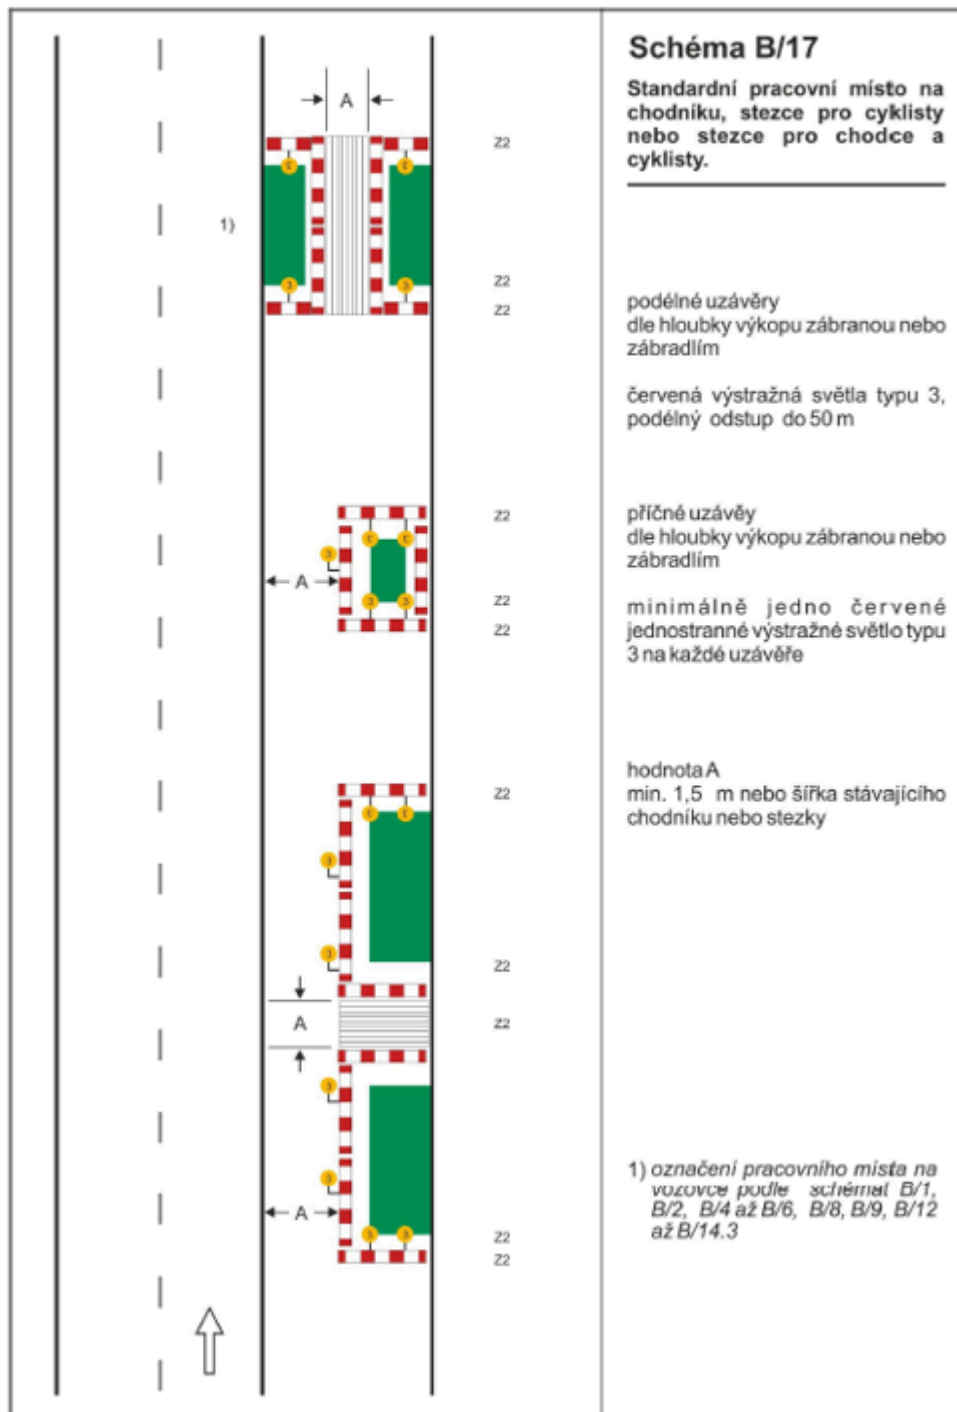 Schéma B/17
Standardní pracovní místo na
chodníku, stezce pro cyklisty
nebo stezce pro chodce a
cyklisty.
A
Z2
1)
Z2
Z2
podélné uzávěry
dle hloubky výkopu zábranou nebo
zábradlím
červená výstražná světla typu 3,
podélný odstup do 50 m
Z2
příčné uzávěy
dle hloubky výkopu zábranou nebo
zábradlím
A
Z2
Z2
minimálně jedno červené
jednostranné výstražné světlo typu
3 na každé uzávěře
hodnota A
min. 1,5 m nebo šířka stávajícího
chodníku nebo stezky
Z2
Z2
A
Z2
1) označení pracovního místa na
vozovce podle schémat B/1,
B/2, B/4 až B/6, B/8, B/9, B/12
až B/14.3
A
Z2
Z2